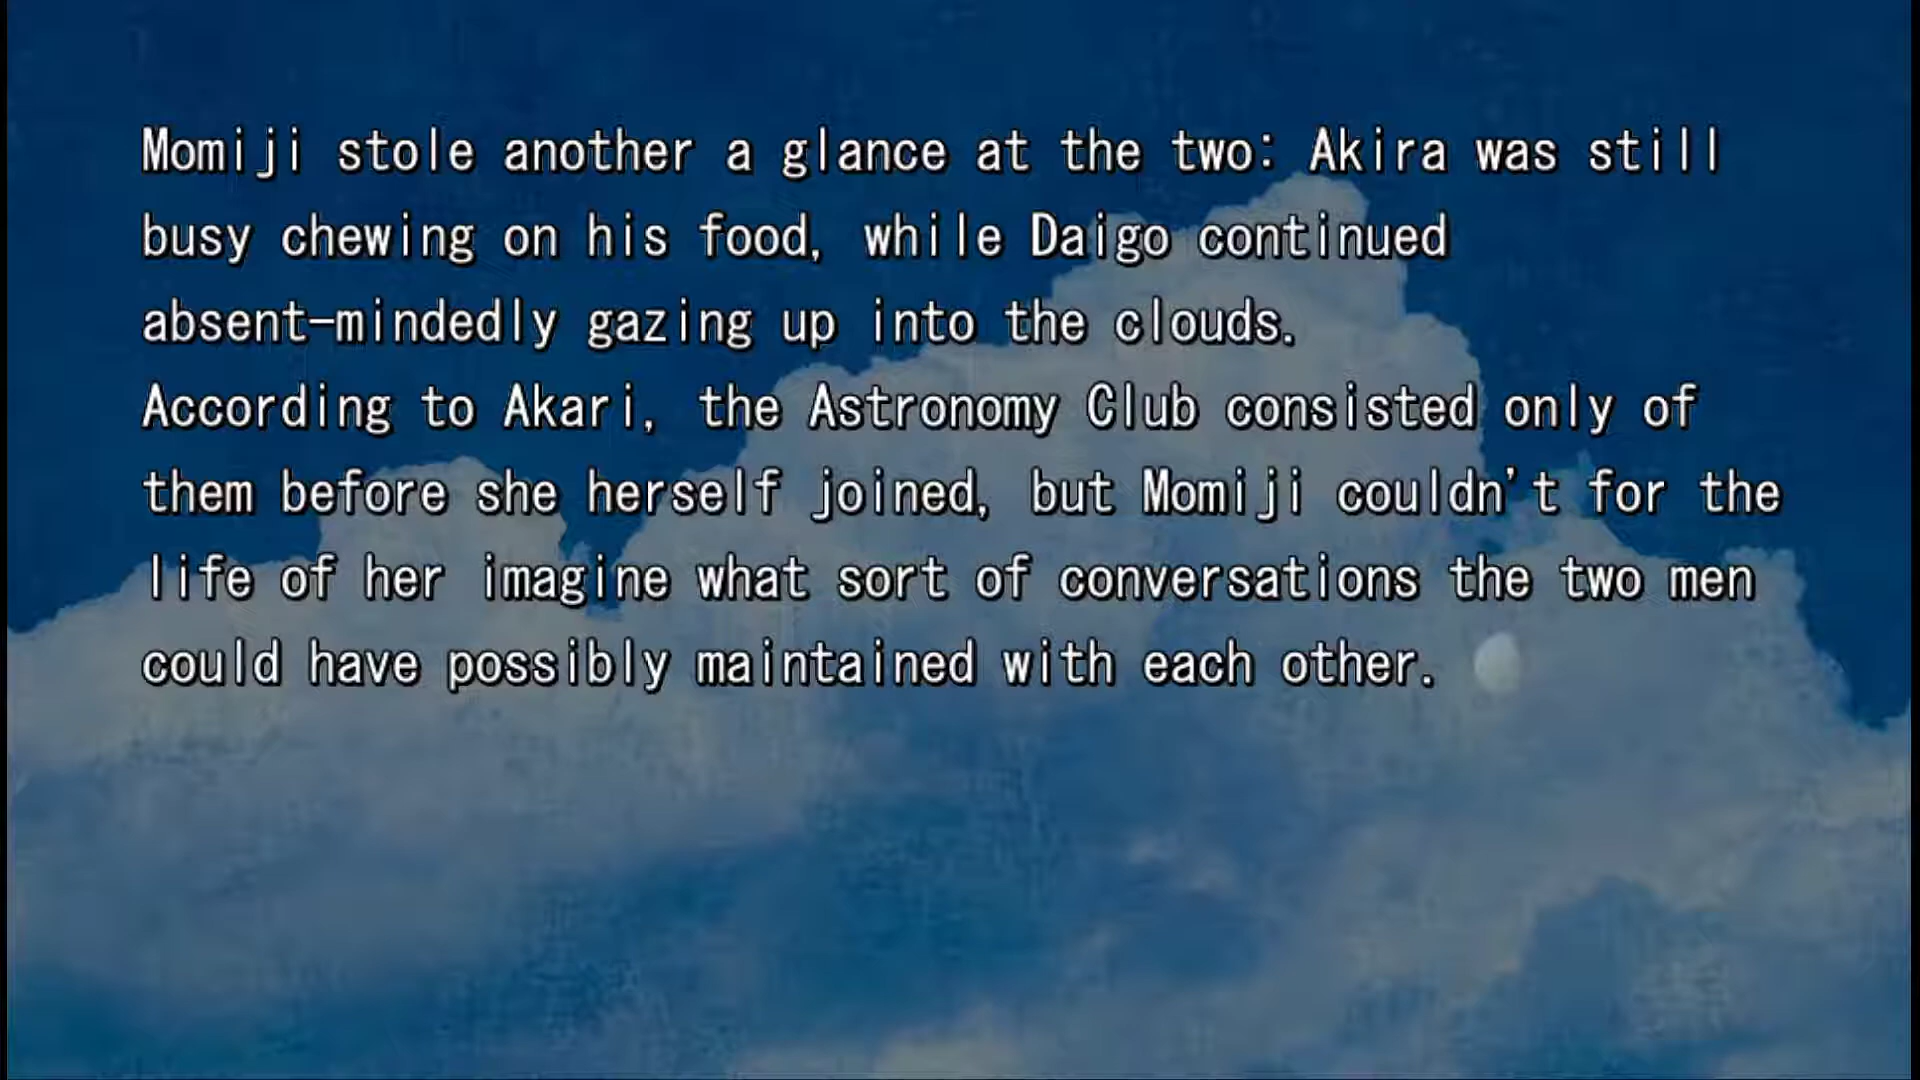 Momiji stole another a glance at the two: Akira was still
busy chewing on his food, while Daigo continued
absent-mindedly gazing up into the clouds.
According to Akari, the Astronomy Club consisted only of
them before she herself joined, but Momiji couldn't for the
life of her imagine what sort of conversations the two men
could have possibly maintained with each other.